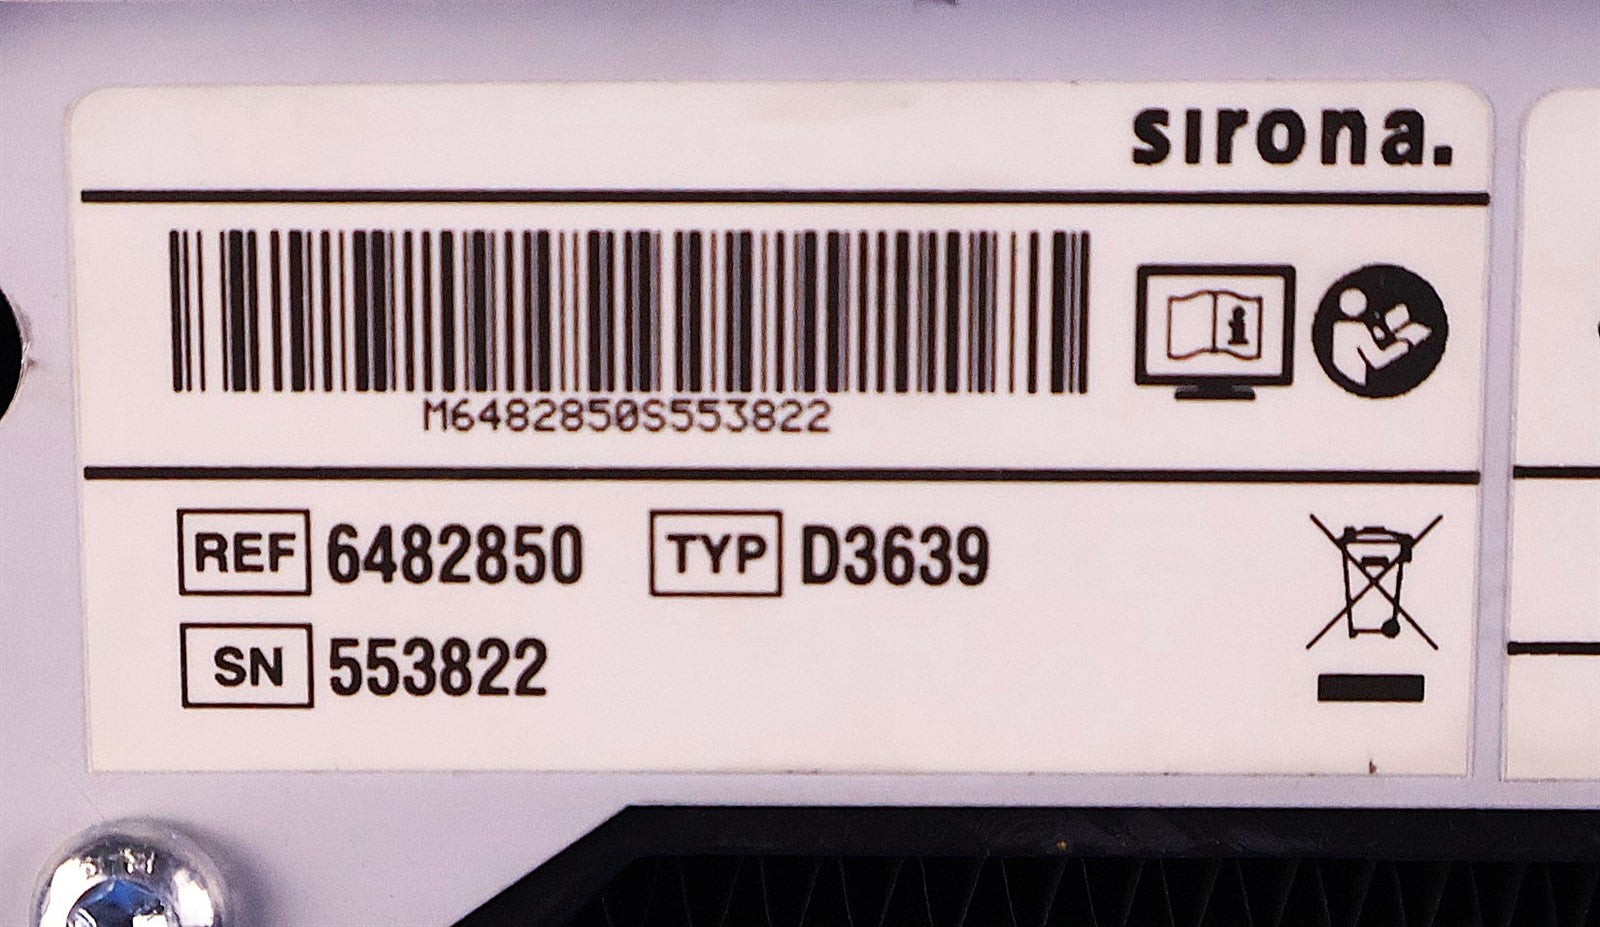 sirona.
M6482850S553822
REF 6482850 TYP D3639
SN 553822